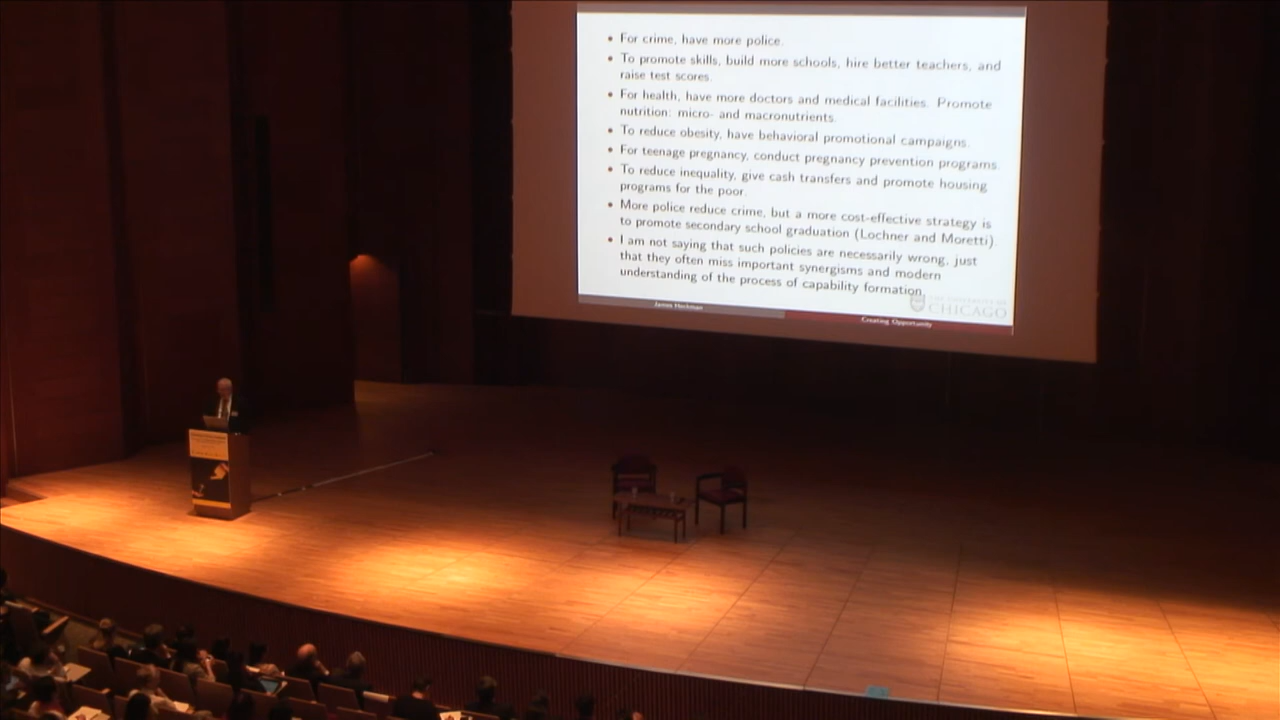 • For crime, have more police.
• To promote skills, build more schools, hire better teachers, and
raise test scores.
• For health, have more doctors and medical facilities. Promote
nutrition: micro- and macronutrients.
• To reduce obesity, have behavioral promotional campaigns.
• For teenage pregnancy, conduct pregnancy prevention programs.
• To reduce inequality, give cash transfers and promote housing
programs for the poor.
• More police reduce crime, but a more cost-effective strategy is
to promote secondary school graduation (Lochner and Moretti).
• I am not saying that such policies are necessarily wrong, just
that they often miss important synergisms and modern
understanding of the process of capability formation.
THE UNIVERSITY OF
CHICAGO
James Heckman
Creating Opportunity